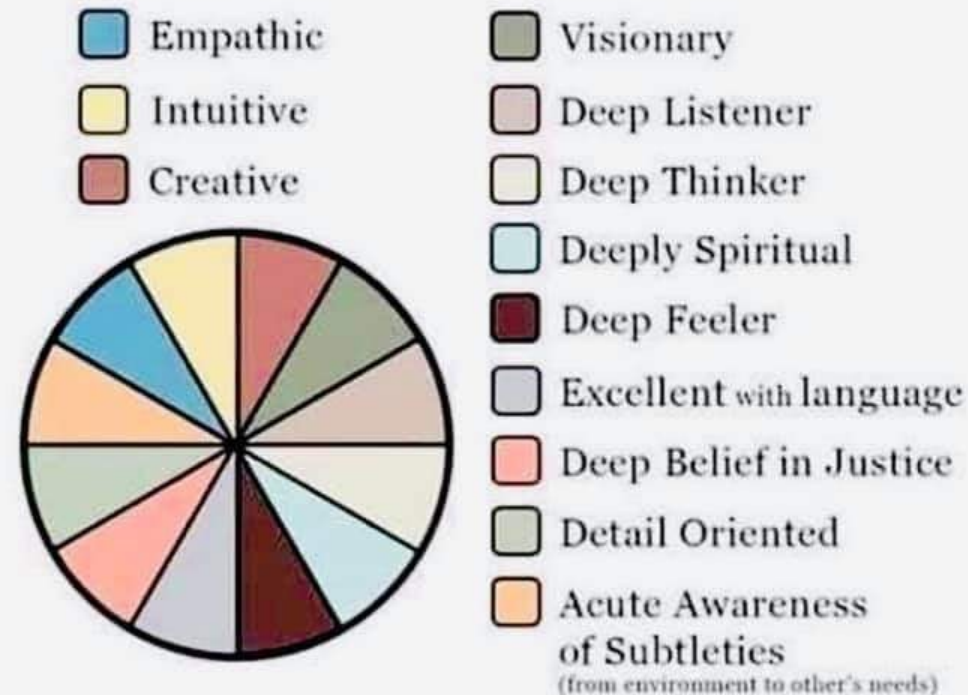 Empathic
Intuitive
Creative
Visionary
Deep Listener
Deep Thinker
Deeply Spiritual
Deep Feeler
Excellent with language
Deep Belief in Justice
Detail Oriented
Acute Awareness
of Subtleties
(from environment to other's needs)